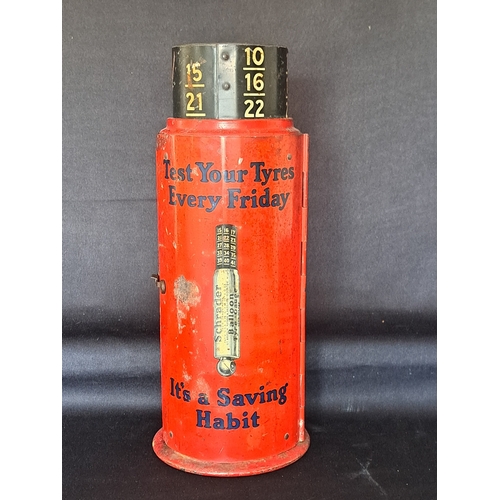 10
15 16
21 22
Test Your Tyres
Every Friday
Schrader
Balloon
It's a Saving
Habit